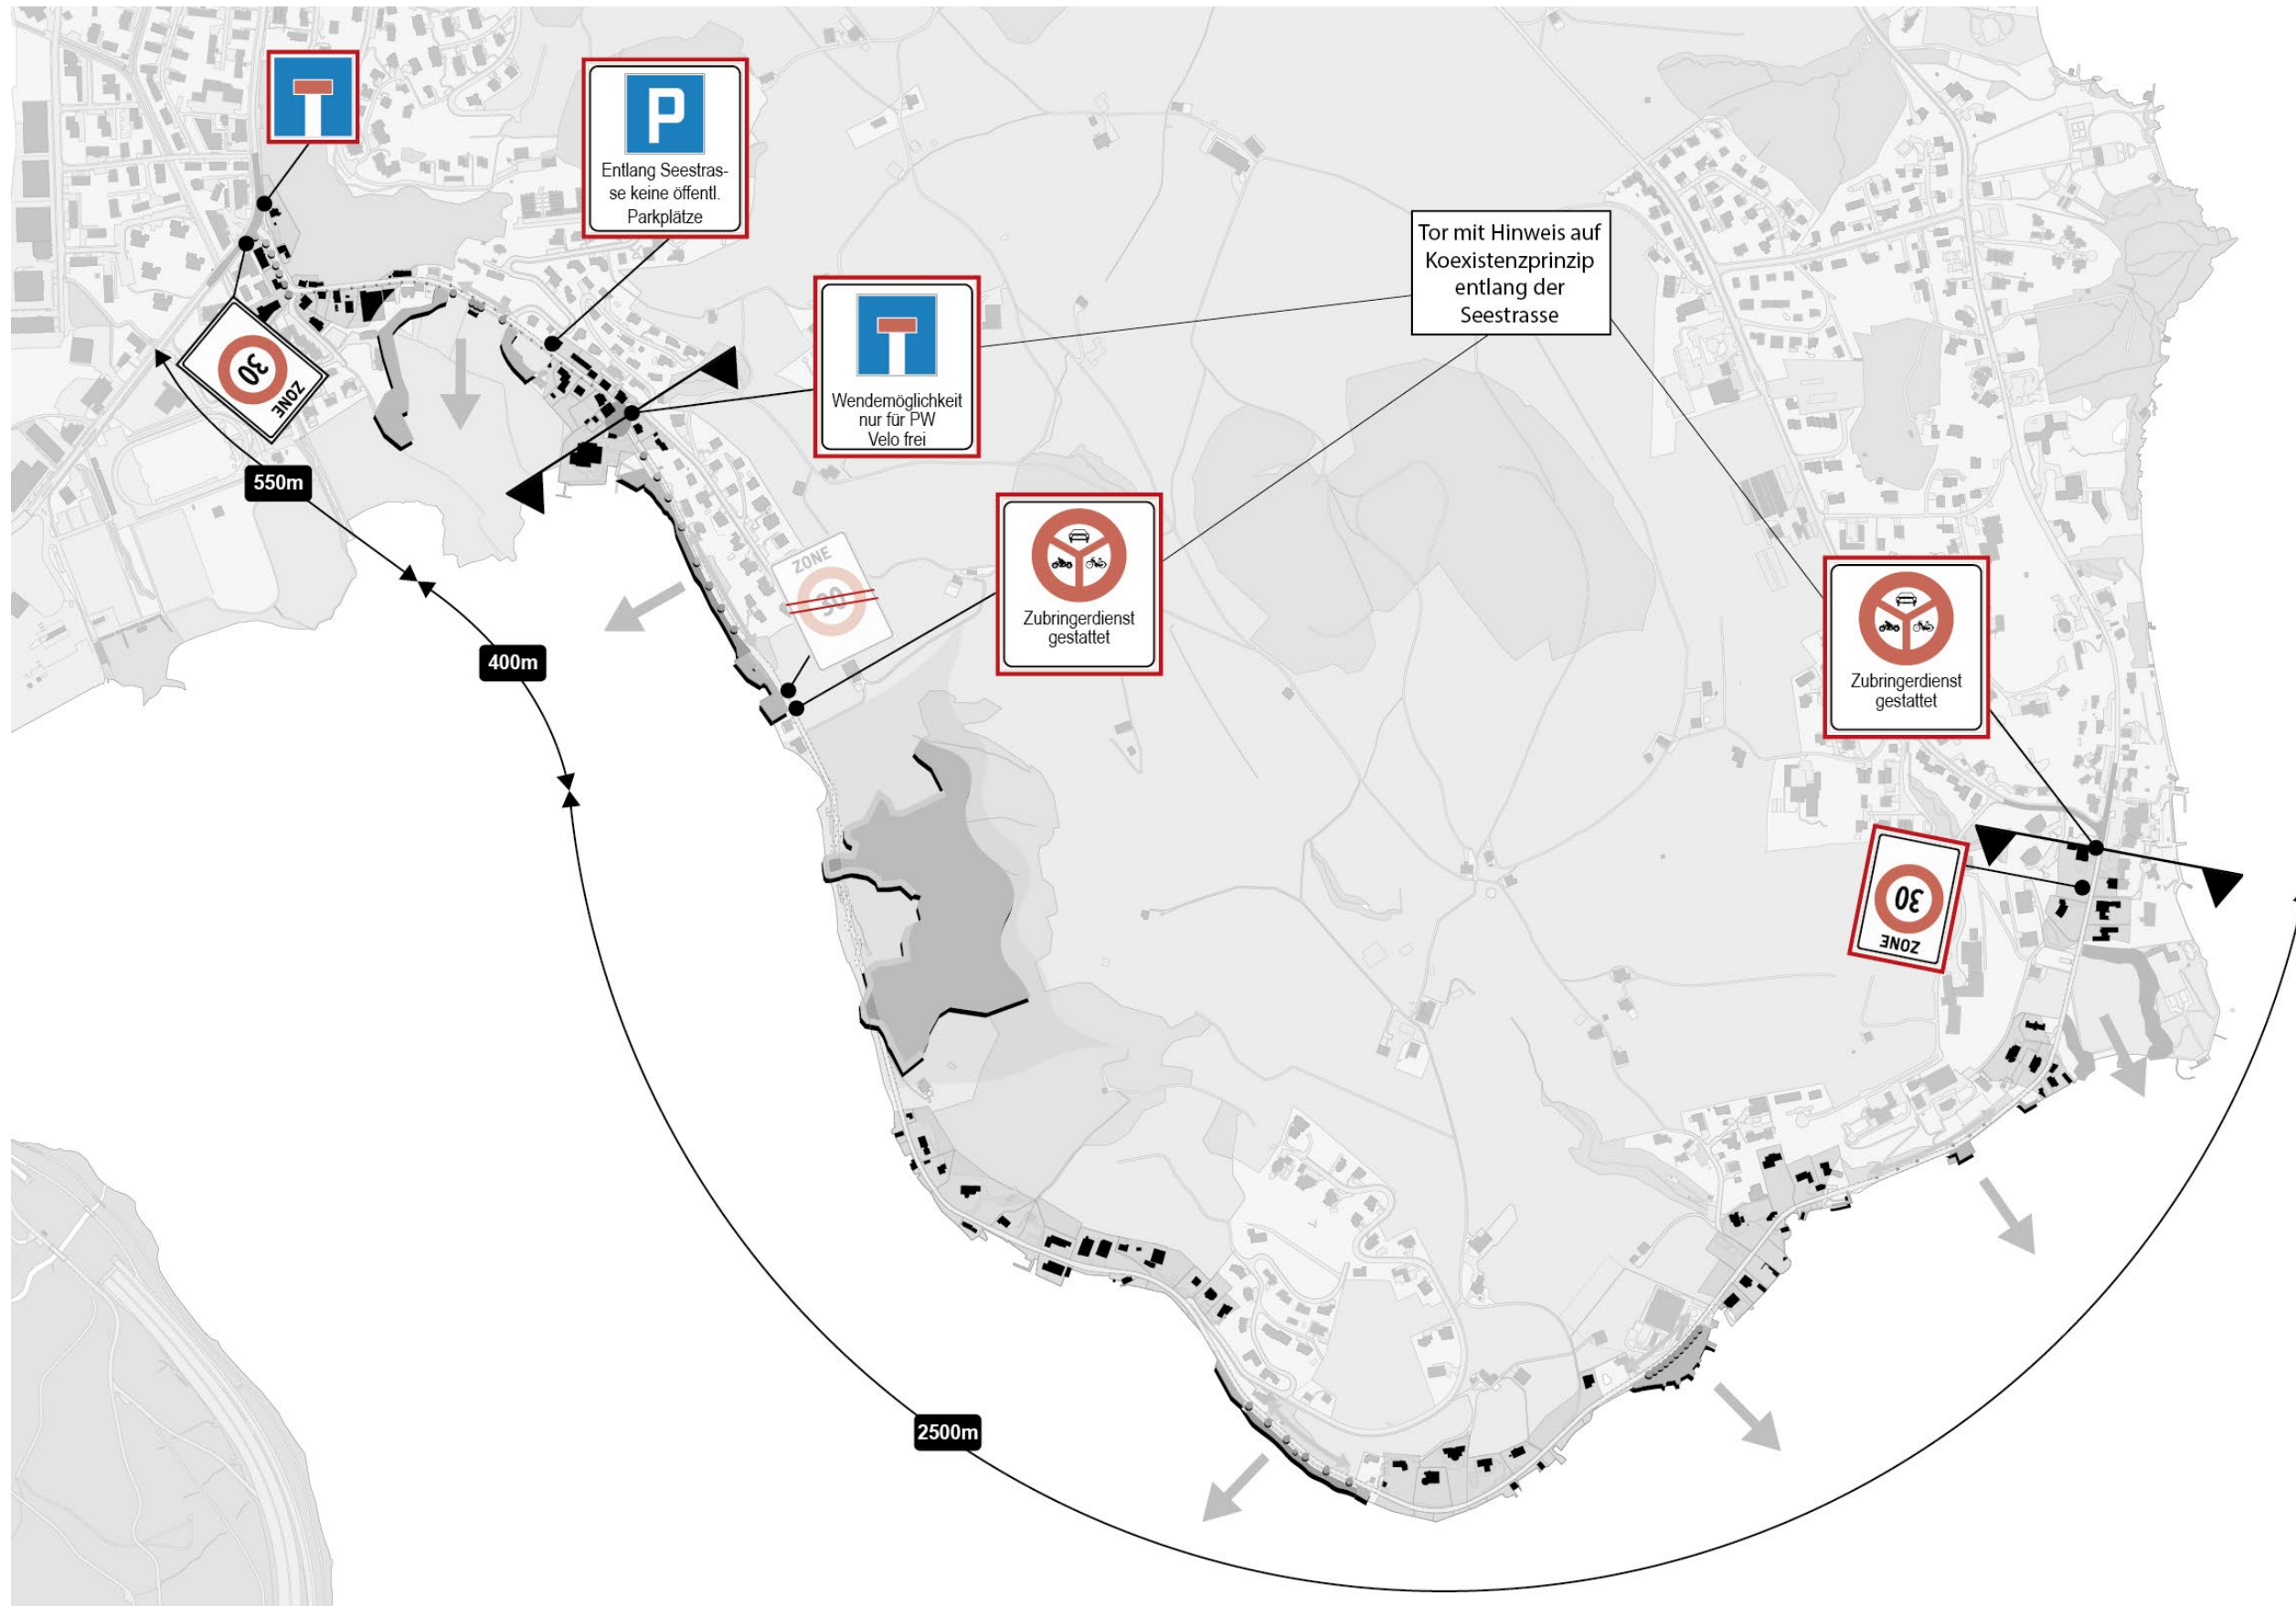 P
Entlang Seestras-
se keine öffentl.
Parkplätze
Tor mit Hinweis auf
Koexistenzprinzip
entlang der
Seestrasse
30
ZONE
Wendemöglichkeit
nur für PW
Velo frei
550m
ZONE
30
Zubringerdienst
gestattet
400m
Zubringerdienst
gestattet
30
ZONE
2500m